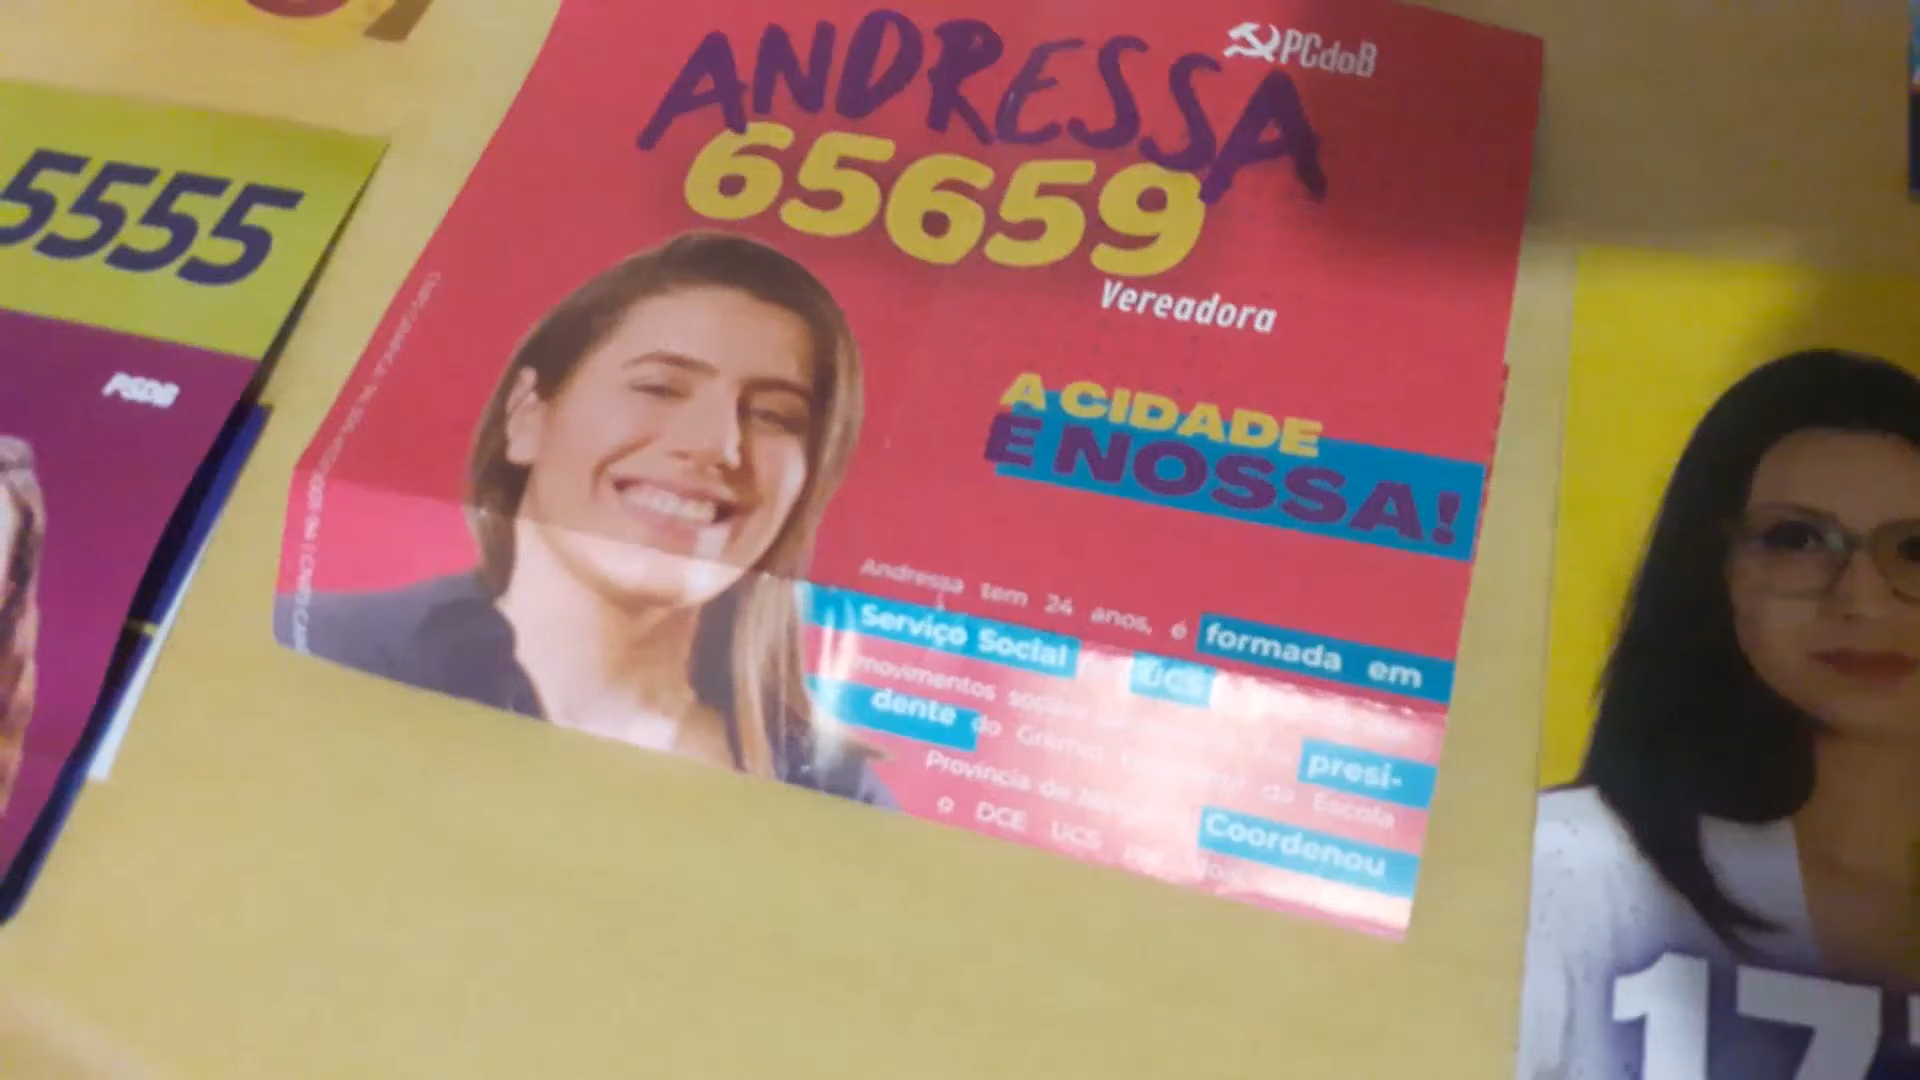 5555
PSDB
ANDRESSA
PCdoB
65659
Vereadora
A CIDADE
É NOSSA!
Andressa tem 24 anos, é formada em
Serviço Social UCS
movimentos presi-
dente do Grêmio da Escola
Província de Coordenou
o DCE UCS
17